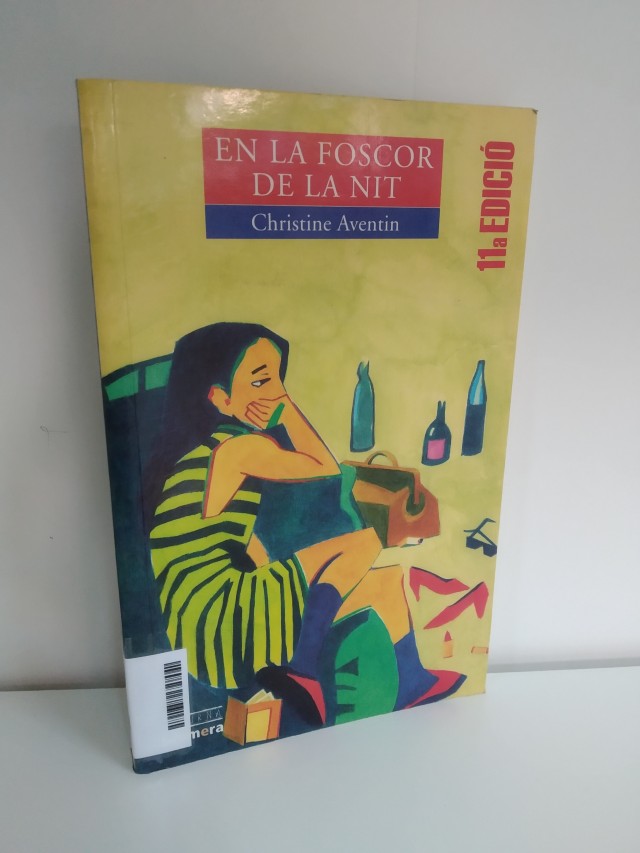 EN LA FOSCOR
DE LA NIT
Christine Aventin
11a EDICIÓ